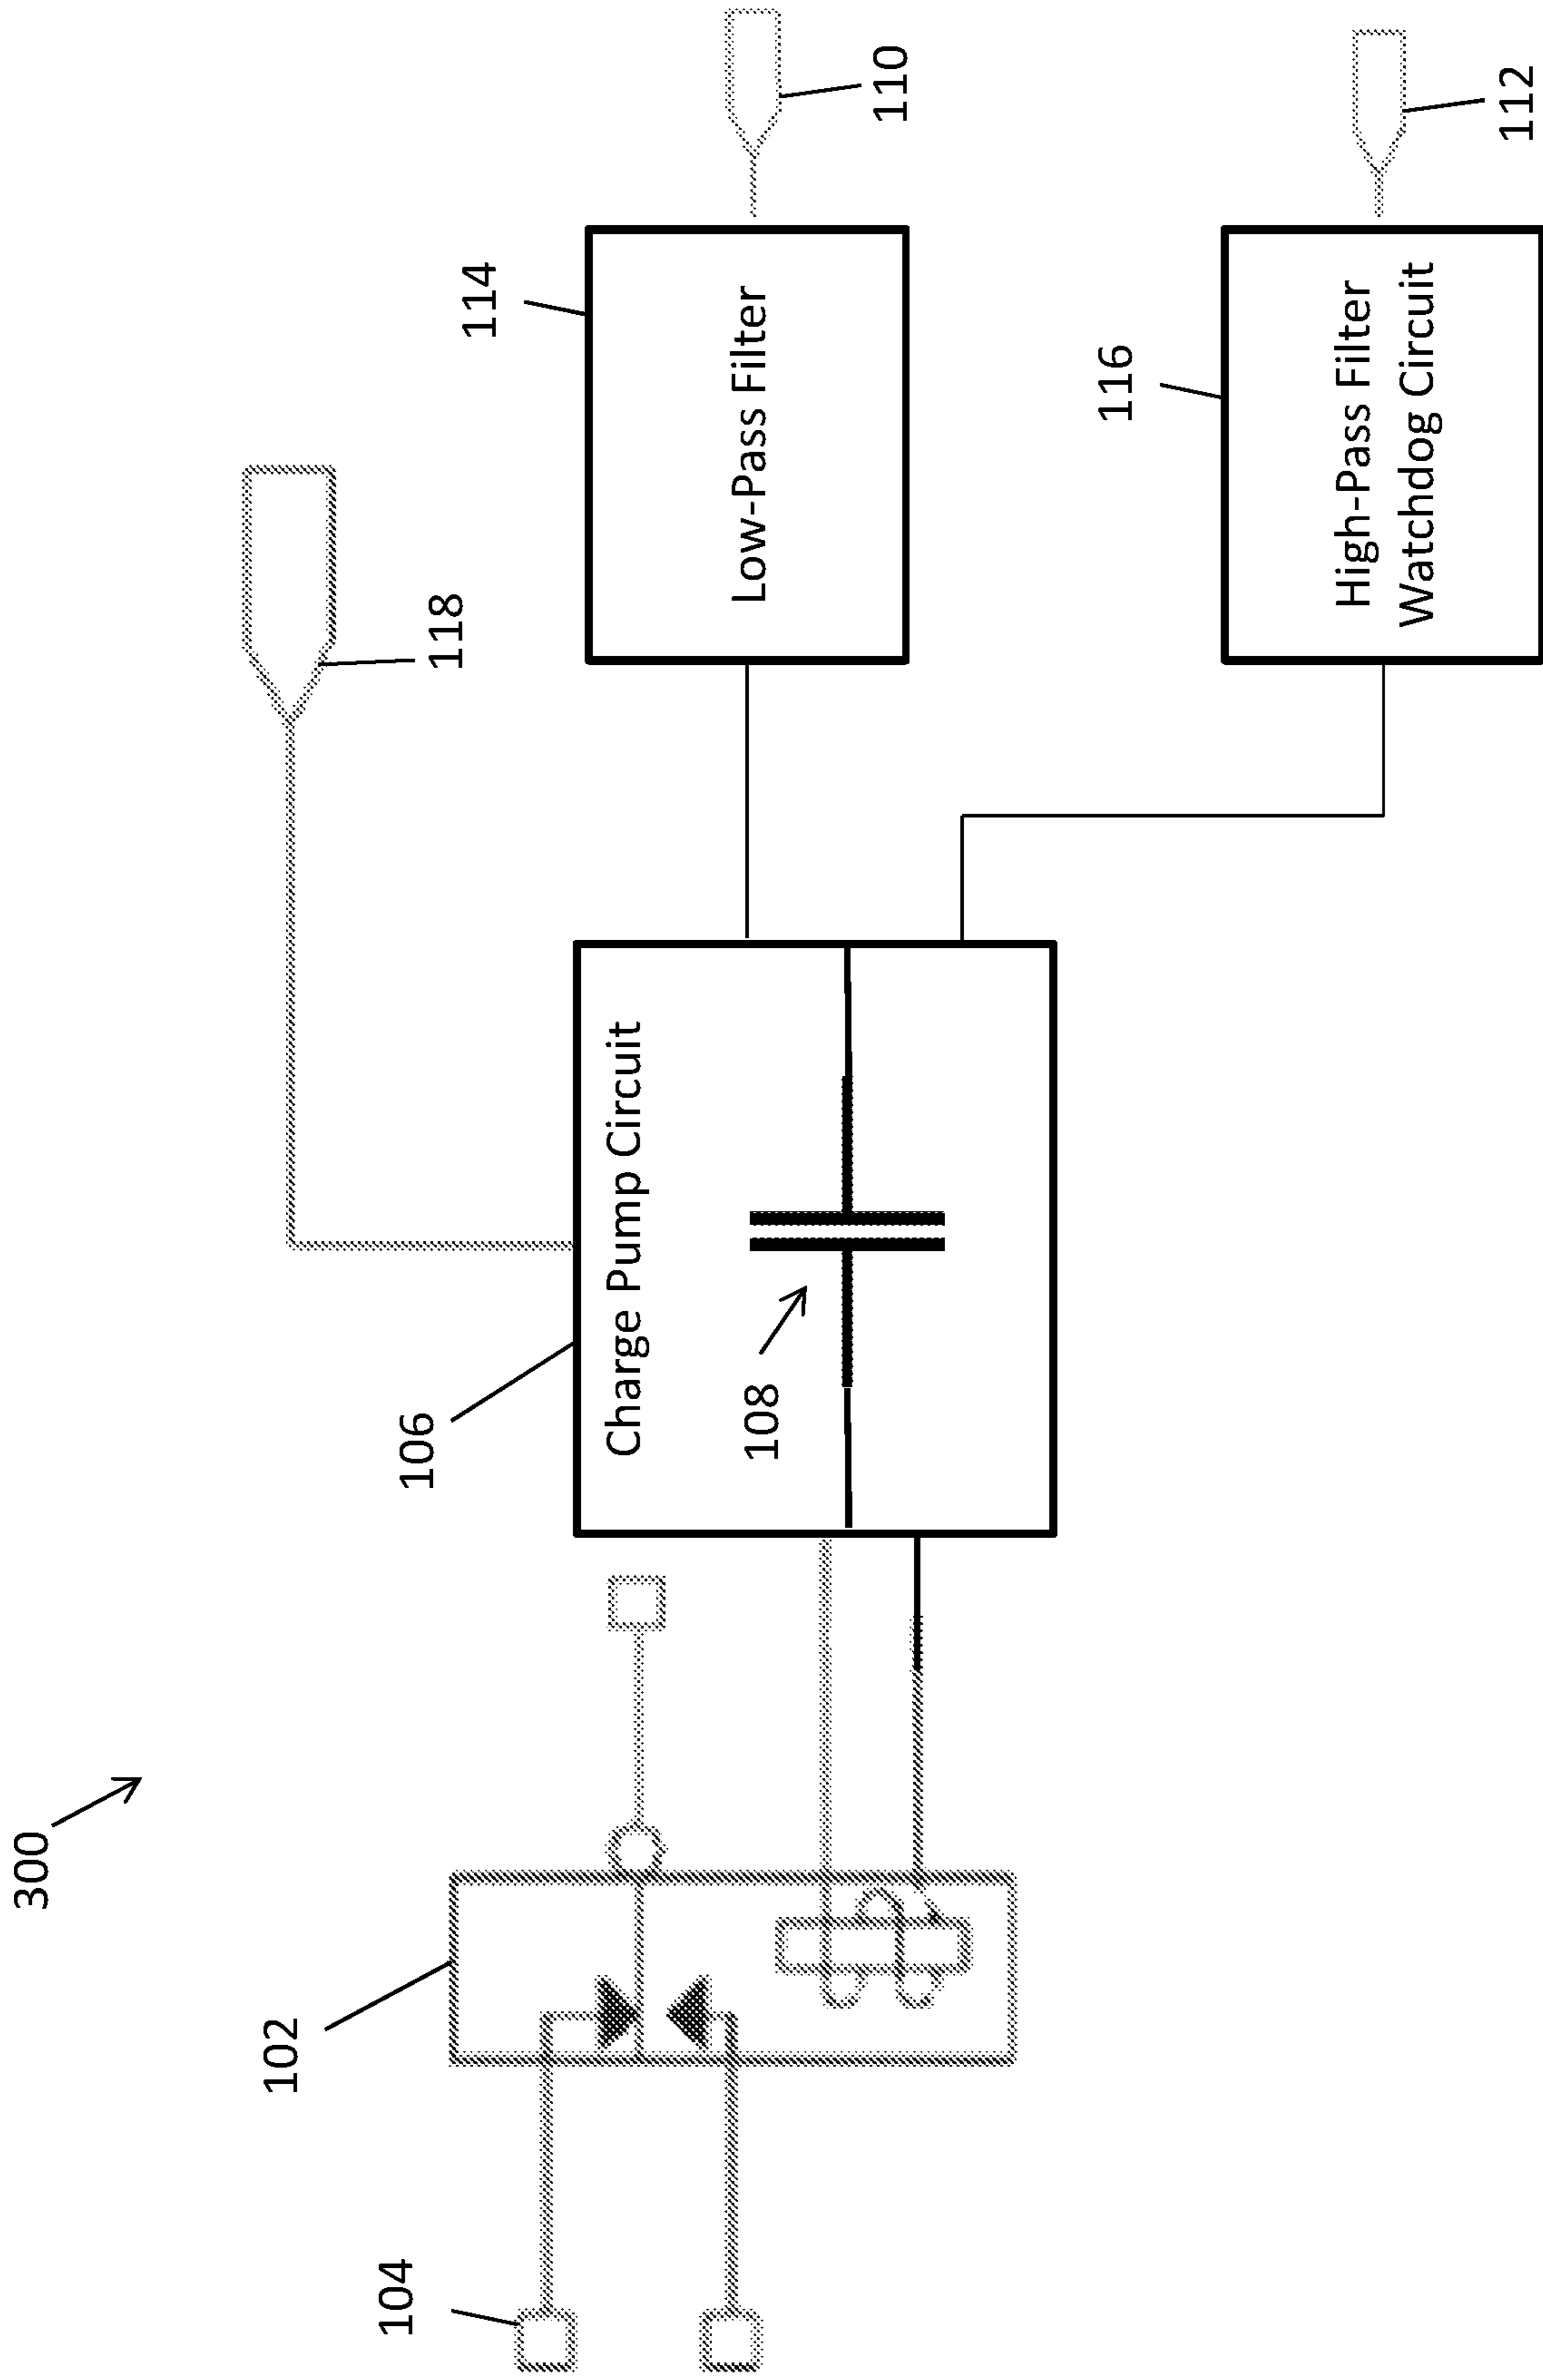 300
102
104
106
Charge Pump Circuit
108
118
114
Low-Pass Filter
110
116
High-Pass Filter
Watchdog Circuit
112